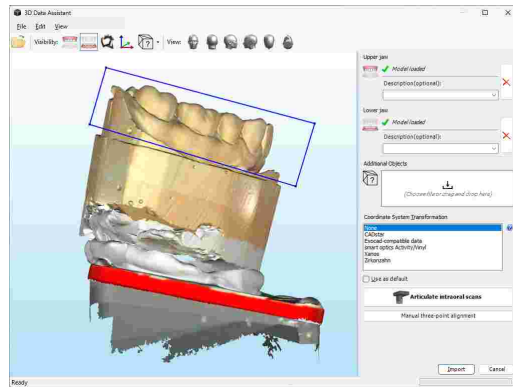 3D Data Assistant
File Edit View
Visibility: View:
Upper jaw
Model loaded
Description(optional):
Lower jaw
Model loaded
Description(optional):
Additional Objects
(Choose file or drag and drop here)
Coordinate System Transformation
None
CADstar
Exocad-compatible data
smart optics Activity/Vinyl
Xenos
Zirkonzahn
Use as default
Articulate intraoral scans
Manual three-point alignment
Import Cancel
Ready